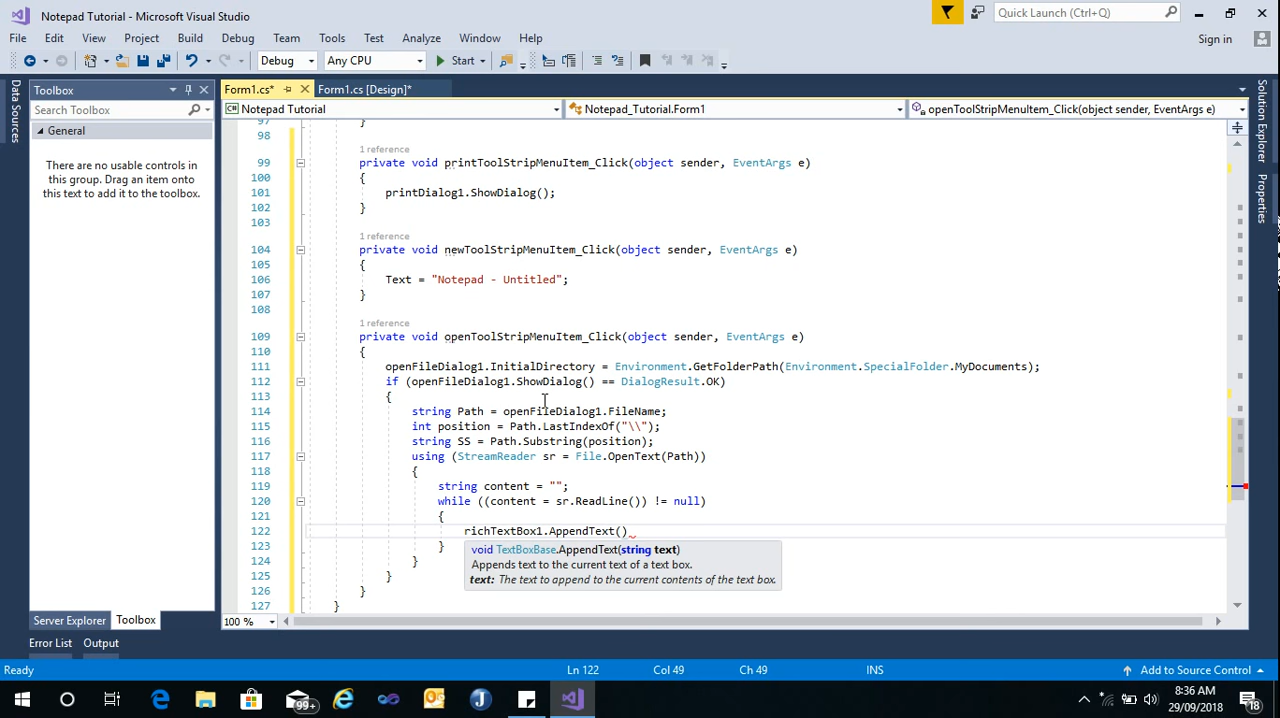 Notepad Tutorial - Microsoft Visual Studio
Quick Launch (Ctrl+Q)
File Edit View Project Build Debug Team Tools Test Analyze Window Help
Sign in
Debug Any CPU Start
Data Sources
Toolbox
Search Toolbox
General
There are no usable controls in
this group. Drag an item onto
this text to add it to the toolbox.
Server Explorer Toolbox
Form1.cs* Form1.cs [Design]*
Notepad Tutorial Notepad_Tutorial.Form1 openToolStripMenuItem_Click(object sender, EventArgs e)
97 }
98
1 reference
99 private void printToolStripMenuItem_Click(object sender, EventArgs e)
100 {
101 printDialog1.ShowDialog();
102 }
103
1 reference
104 private void newToolStripMenuItem_Click(object sender, EventArgs e)
105 {
106 Text = "Notepad - Untitled";
107 }
108
1 reference
109 private void openToolStripMenuItem_Click(object sender, EventArgs e)
110 {
111 openFileDialog1.InitialDirectory = Environment.GetFolderPath(Environment.SpecialFolder.MyDocuments);
112 if (openFileDialog1.ShowDialog() == DialogResult.OK)
113 {
114 string Path = openFileDialog1.FileName;
115 int position = Path.LastIndexOf("\\");
116 string SS = Path.Substring(position);
117 using (StreamReader sr = File.OpenText(Path))
118 {
119 string content = "";
120 while ((content = sr.ReadLine()) != null)
121 {
122 richTextBox1.AppendText()
123 }
124 }
125 }
126 }
127 }
void TextBoxBase.AppendText(string text)
Appends text to the current text of a text box.
text: The text to append to the current contents of the text box.
100 %
Solution Explorer
Properties
Error List Output
Ready Ln 122 Col 49 Ch 49 INS Add to Source Control
99+
8:36 AM
29/09/2018
18